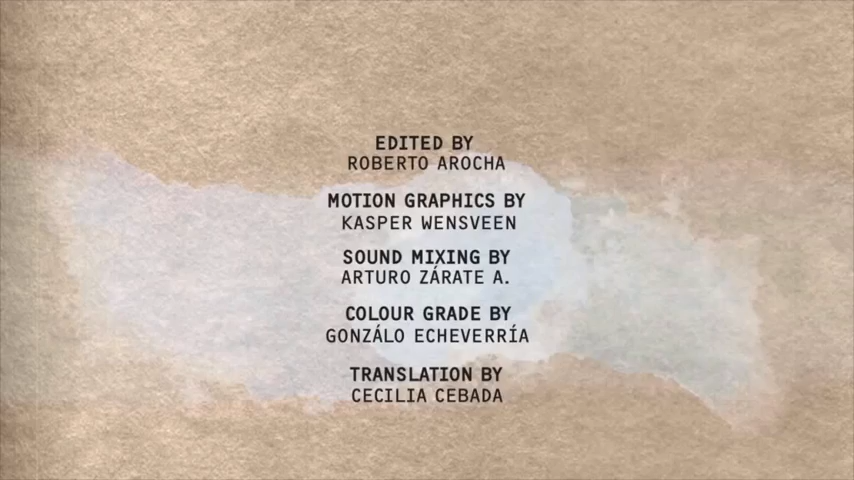 EDITED BY
ROBERTO AROCHA
MOTION GRAPHICS BY
KASPER WENSVEEN
SOUND MIXING BY
ARTURO ZÁRATE A.
COLOUR GRADE BY
GONZÁLO ECHEVERRÍA
TRANSLATION BY
CECILIA CEBADA